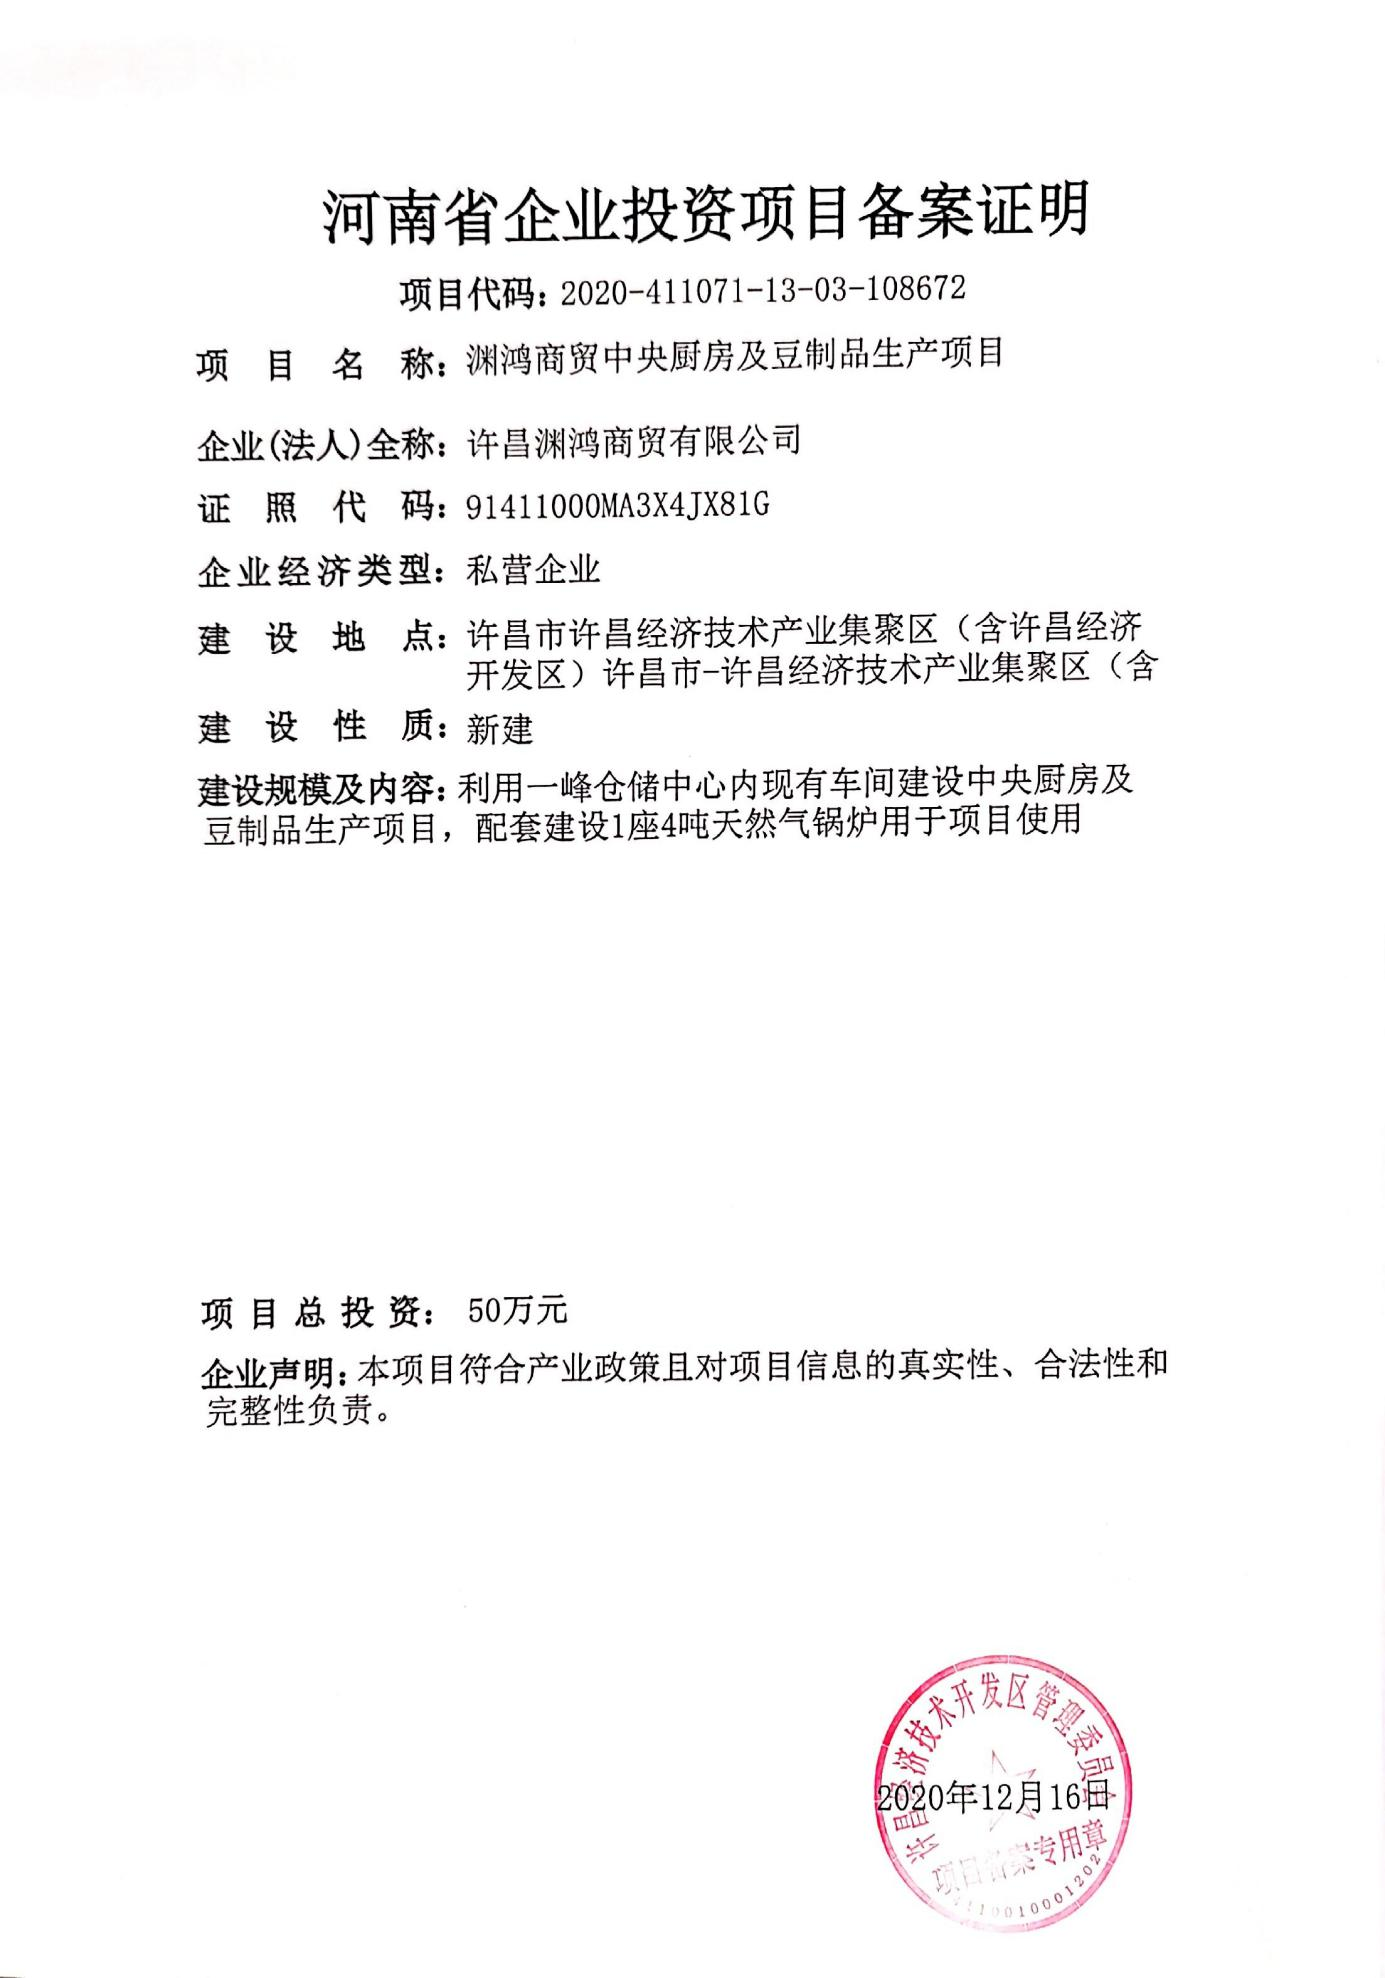 河南省企业投资项目备案证明
项目代码：2020-411071-13-03-108672
项目名称：渊鸿商贸中央厨房及豆制品生产项目
企业(法人)全称：许昌渊鸿商贸有限公司
证照代码：91411000MA3X4JX81G
企业经济类型：私营企业
建设地点：许昌市许昌经济技术产业集聚区（含许昌经济
开发区）许昌市-许昌经济技术产业集聚区（含
建设性质：新建
建设规模及内容：利用一峰仓储中心内现有车间建设中央厨房及
豆制品生产项目，配套建设1座4吨天然气锅炉用于项目使用
项目总投资：50万元
企业声明：本项目符合产业政策且对项目信息的真实性、合法性和
完整性负责。
许昌经济技术开发区管理委员会
2020年12月16日
项目备案专用章